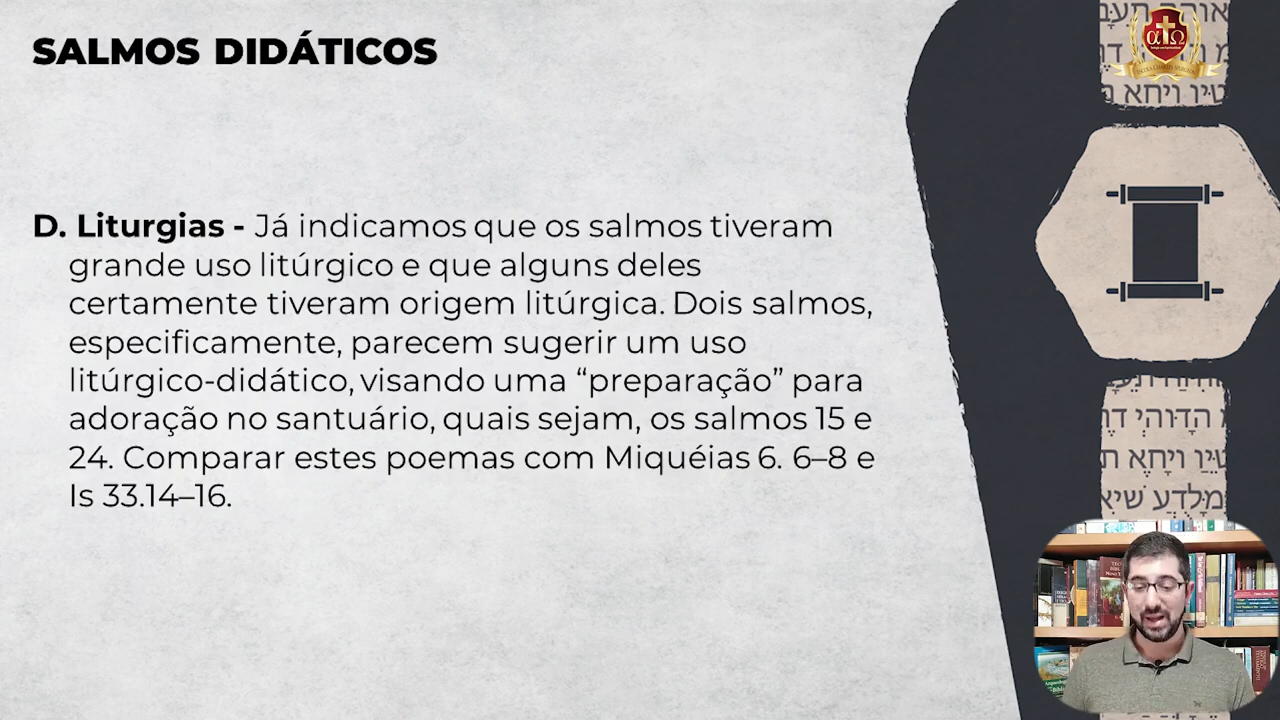 SALMOS DIDÁTICOS
D. Liturgias - Já indicamos que os salmos tiveram
grande uso litúrgico e que alguns deles
certamente tiveram origem litúrgica. Dois salmos,
especificamente, parecem sugerir um uso
litúrgico-didático, visando uma “preparação” para
adoração no santuário, quais sejam, os salmos 15 e
24. Comparar estes poemas com Miquéias 6. 6–8 e
Is 33.14–16.